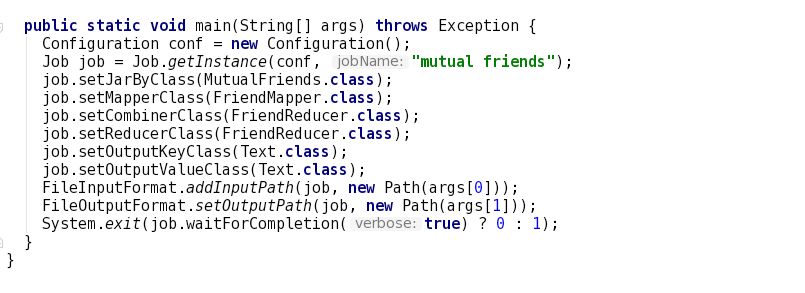 public static void main(String[] args) throws Exception {
Configuration conf = new Configuration();
Job job = Job.getInstance(conf, jobName: "mutual friends");
job.setJarByClass(MutualFriends.class);
job.setMapperClass(FriendMapper.class);
job.setCombinerClass(FriendReducer.class);
job.setReducerClass(FriendReducer.class);
job.setOutputKeyClass(Text.class);
job.setOutputValueClass(Text.class);
FileInputFormat.addInputPath(job, new Path(args[0]));
FileOutputFormat.setOutputPath(job, new Path(args[1]));
System.exit(job.waitForCompletion( verbose: true) ? 0 : 1);
}
}